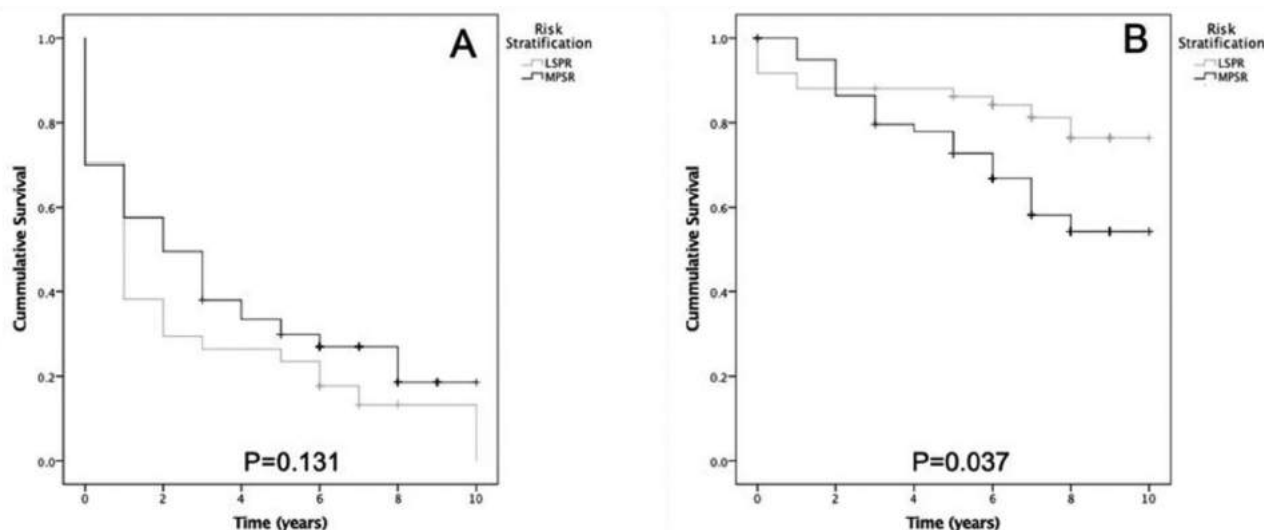 A
Risk
Stratification
LSPR
MPSR
1.0
0.8
0.6
0.4
0.2
0.0
Cummulative Survival
P=0.131
0 2 4 6 8 10
Time (years)
B
Risk
Stratification
LSPR
MPSR
1.0
0.8
0.6
0.4
0.2
0.0
Cummulative Survival
P=0.037
0 2 4 6 8 10
Time (years)